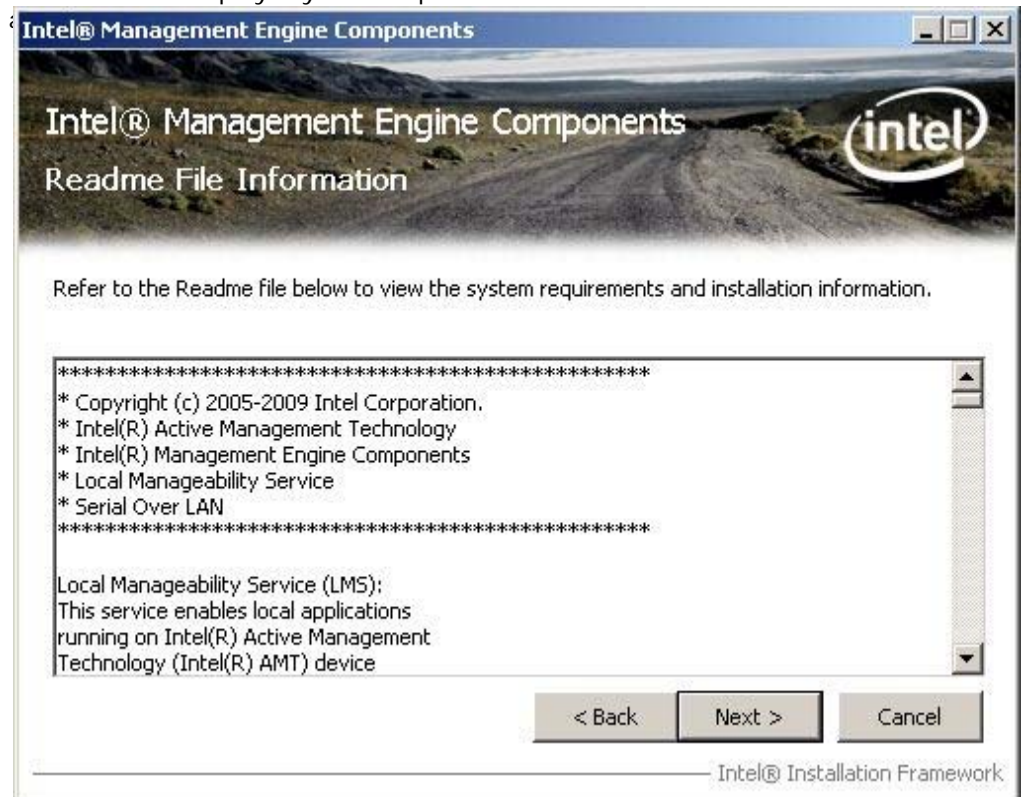 Intel® Management Engine Components
Intel® Management Engine Components
intel
Readme File Information
Refer to the Readme file below to view the system requirements and installation information.
**************************************************
* Copyright (c) 2005-2009 Intel Corporation.
* Intel(R) Active Management Technology
* Intel(R) Management Engine Components
* Local Manageability Service
* Serial Over LAN
**************************************************
Local Manageability Service (LMS):
This service enables local applications
running on Intel(R) Active Management
Technology (Intel(R) AMT) device
< Back
Next >
Cancel
Intel® Installation Framework